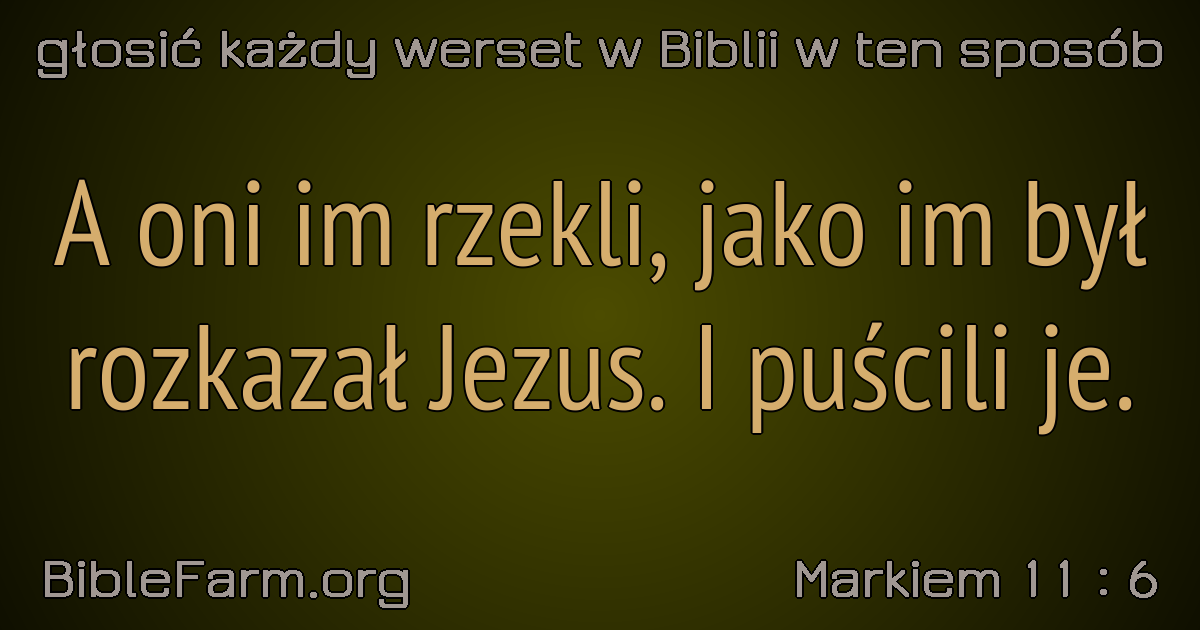 głosić każdy werset w Biblii w ten sposób
A oni im rzekli, jako im był
rozkazał Jezus. I puścili je.
BibleFarm.org
Markiem 11 : 6